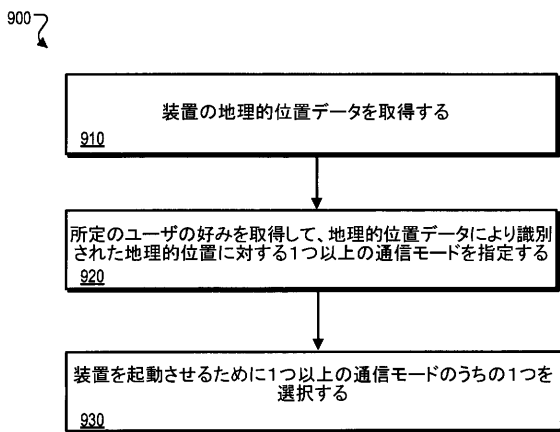 900
装置の地理的位置データを取得する
910
所定のユーザの好みを取得して、地理的位置データにより識別
された地理的位置に対する1つ以上の通信モードを指定する
920
装置を起動させるために1つ以上の通信モードのうちの1つを
選択する
930